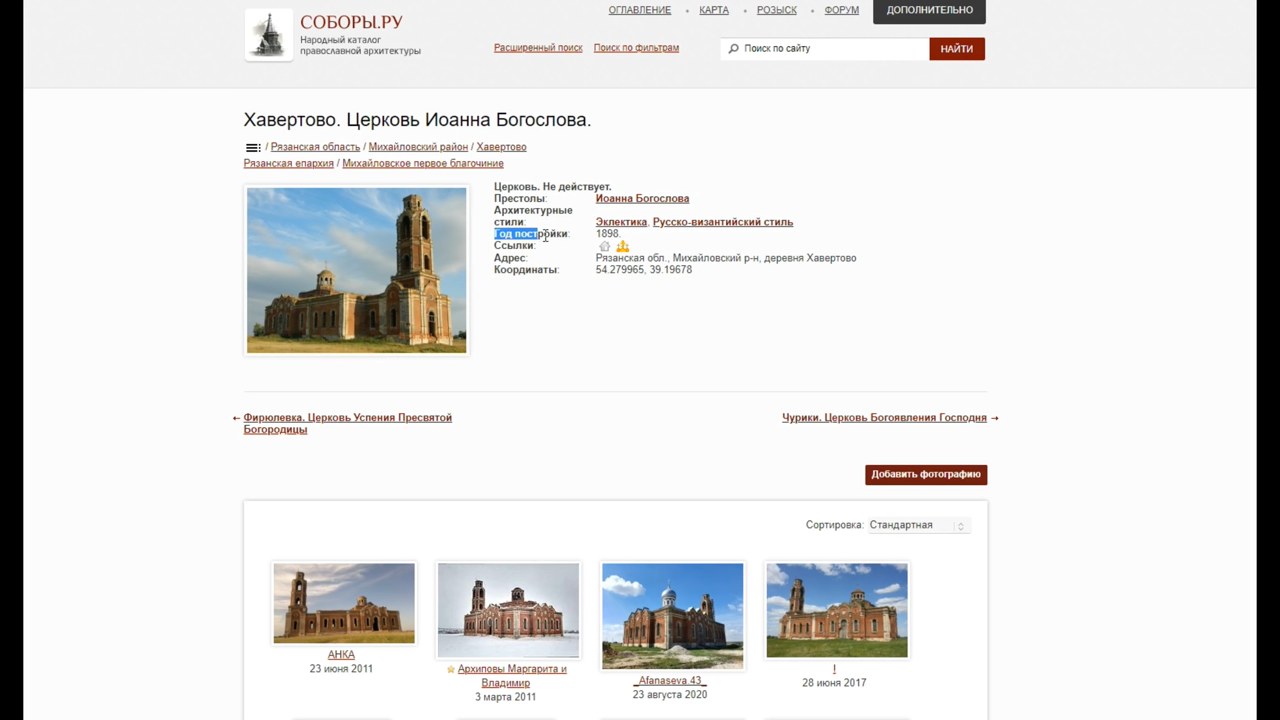 СОБОРЫ.РУ
Народный каталог
православной архитектуры
ОГЛАВЛЕНИЕ • КАРТА • РОЗЫСК • ФОРУМ
ДОПОЛНИТЕЛЬНО
Расширенный поиск Поиск по фильтрам
Поиск по сайту
НАЙТИ
Хавертово. Церковь Иоанна Богослова.
/ Рязанская область / Михайловский район / Хавертово
Рязанская епархия / Михайловское первое благочиние
Церковь. Не действует.
Престолы: Иоанна Богослова
Архитектурные
стили: Эклектика, Русско-византийский стиль
Год постройки: 1898.
Ссылки:
Адрес: Рязанская обл., Михайловский р-н, деревня Хавертово
Координаты: 54.279965, 39.19678
← Фирюлевка. Церковь Успения Пресвятой
Богородицы
Чурики. Церковь Богоявления Господня →
Добавить фотографию
Сортировка: Стандартная
АНКА
23 июня 2011
Архиповы Маргарита и
Владимир
3 марта 2011
_Afanaseva.43_
23 августа 2020
!
28 июня 2017